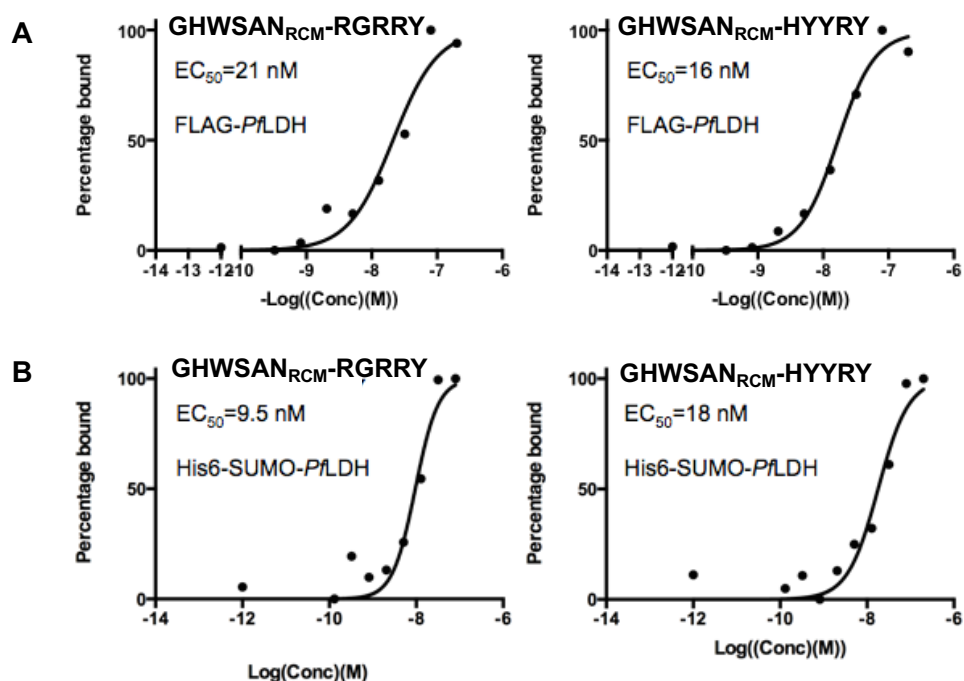 A
GHWSANRCM-RGRRY
EC50=21 nM
FLAG-PfLDH
Percentage bound
100
50
0
-14 -13 -12 -10 -9 -8 -7 -6
-Log((Conc)(M))
GHWSANRCM-HYYRY
EC50=16 nM
FLAG-PfLDH
Percentage bound
100
50
0
-14 -13 -12 -10 -9 -8 -7 -6
-Log((Conc)(M))
B
GHWSANRCM-RGRRY
EC50=9.5 nM
His6-SUMO-PfLDH
Percentage bound
100
50
0
-14 -12 -10 -8 -6
Log(Conc)(M)
GHWSANRCM-HYYRY
EC50=18 nM
His6-SUMO-PfLDH
Percentage bound
100
50
0
-14 -12 -10 -8 -6
Log((Conc)(M))